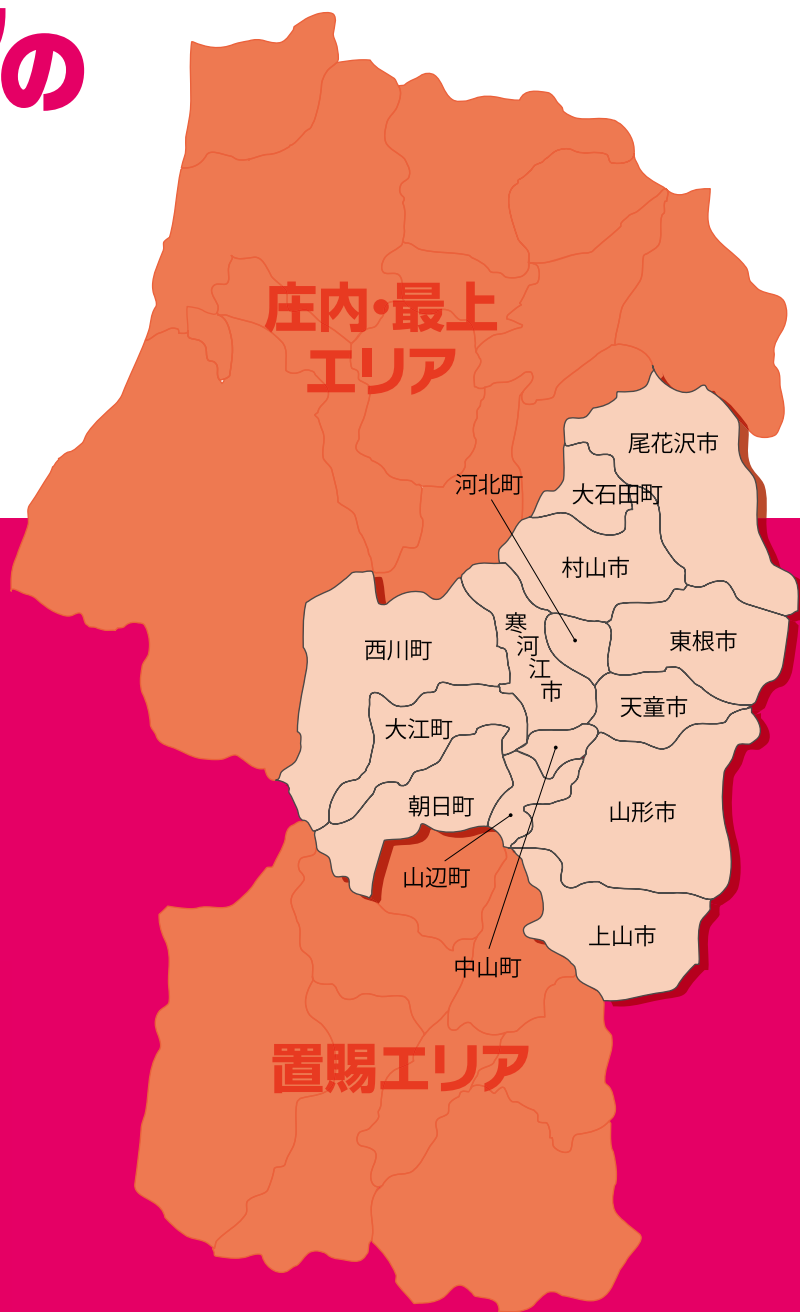 の
庄内・最上
エリア
尾花沢市
河北町
大石田町
村山市
寒河江市
東根市
西川町
天童市
大江町
朝日町
山形市
山辺町
上山市
中山町
置賜エリア